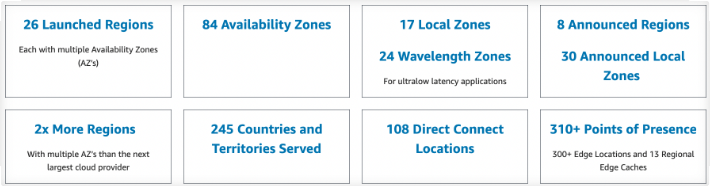 26 Launched Regions
Each with multiple Availability Zones
(AZ's)
84 Availability Zones
17 Local Zones
24 Wavelength Zones
For ultralow latency applications
8 Announced Regions
30 Announced Local
Zones
2x More Regions
With multiple AZ's than the next
largest cloud provider
245 Countries and
Territories Served
108 Direct Connect
Locations
310+ Points of Presence
300+ Edge Locations and 13 Regional
Edge Caches